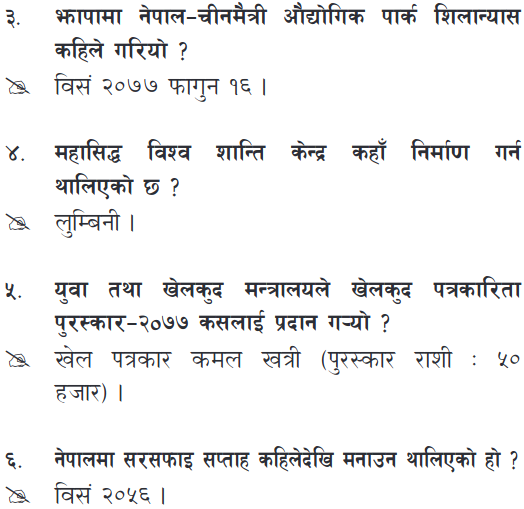 ३. झापामा नेपाल–चीनमैत्री औद्योगिक पार्क शिलान्यास
कहिले गरियो ?
विसं २०७७ फागुन १६ ।
४. महासिद्ध विश्व शान्ति केन्द्र कहाँ निर्माण गर्न
थालिएको छ ?
लुम्बिनी ।
५. युवा तथा खेलकुद मन्त्रालयले खेलकुद पत्रकारिता
पुरस्कार–२०७७ कसलाई प्रदान गर्‍यो ?
खेल पत्रकार कमल खत्री (पुरस्कार राशी : ५०
हजार) ।
६. नेपालमा सरसफाइ सप्ताह कहिलेदेखि मनाउन थालिएको हो ?
विसं २०५६ ।